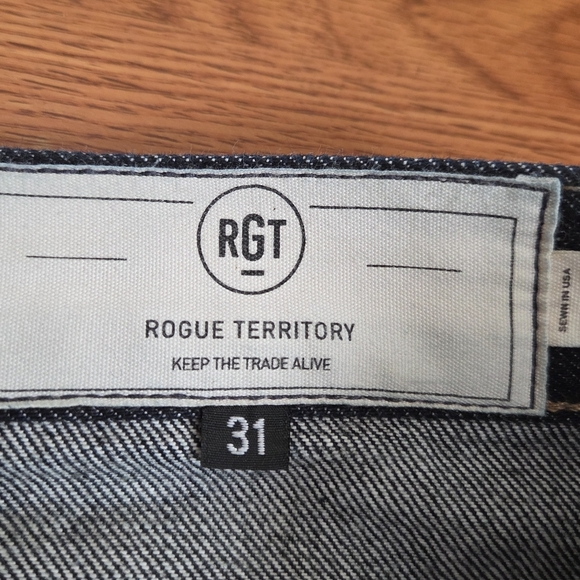 RGT
ROGUE TERRITORY
KEEP THE TRADE ALIVE
SEWN IN USA
31